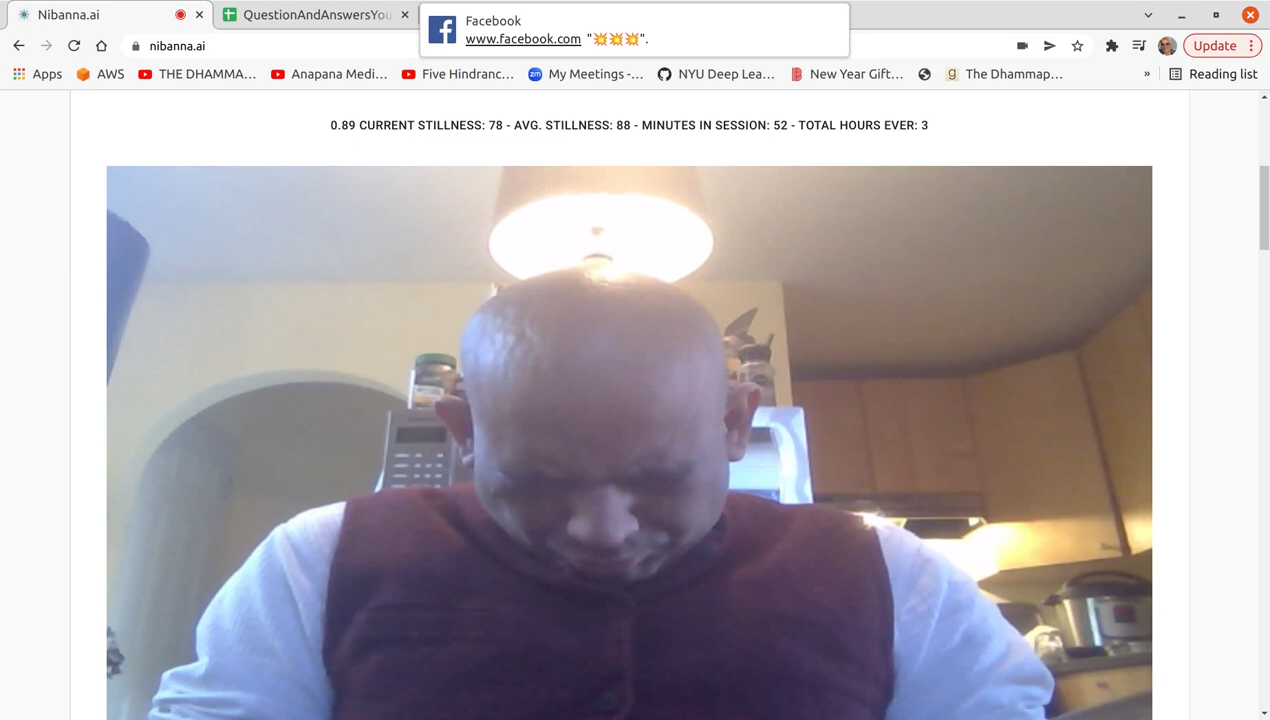 Nibanna.ai
QuestionAndAnswersYou
Facebook
www.facebook.com "💥💥💥".
nibanna.ai
Update
Apps
AWS
THE DHAMMA...
Anapana Medi...
Five Hindranc...
zm
My Meetings -...
NYU Deep Lea...
New Year Gift...
g
The Dhammap...
»
Reading list
0.89 CURRENT STILLNESS: 78 - AVG. STILLNESS: 88 - MINUTES IN SESSION: 52 - TOTAL HOURS EVER: 3